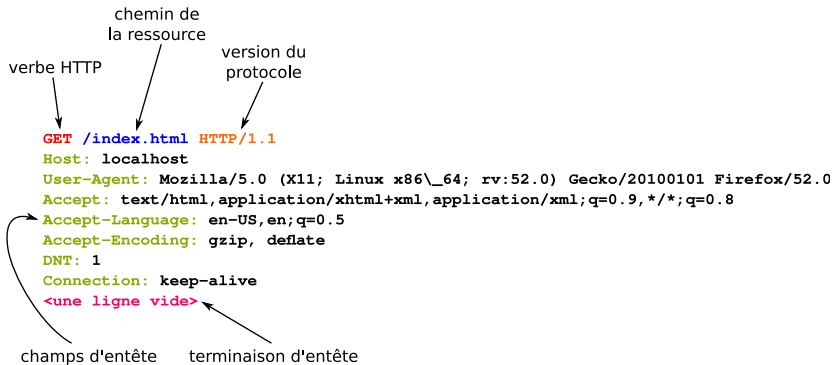 chemin de
la ressource
version du
protocole
verbe HTTP
GET /index.html HTTP/1.1
Host: localhost
User-Agent: Mozilla/5.0 (X11; Linux x86\_64; rv:52.0) Gecko/20100101 Firefox/52.0
Accept: text/html,application/xhtml+xml,application/xml;q=0.9,*/*;q=0.8
Accept-Language: en-US,en;q=0.5
Accept-Encoding: gzip, deflate
DNT: 1
Connection: keep-alive
<une ligne vide>
champs d'entête
terminaison d'entête